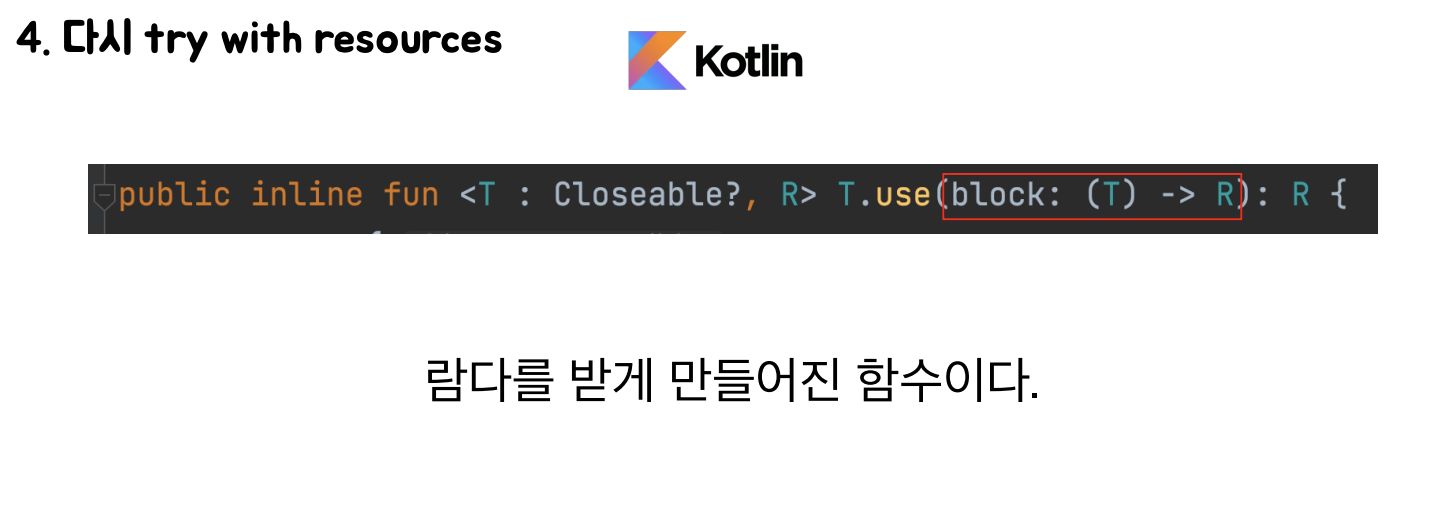 4. 다시 try with resources
Kotlin
public inline fun <T : Closeable?, R> T.use(block: (T) -> R): R {
람다를 받게 만들어진 함수이다.